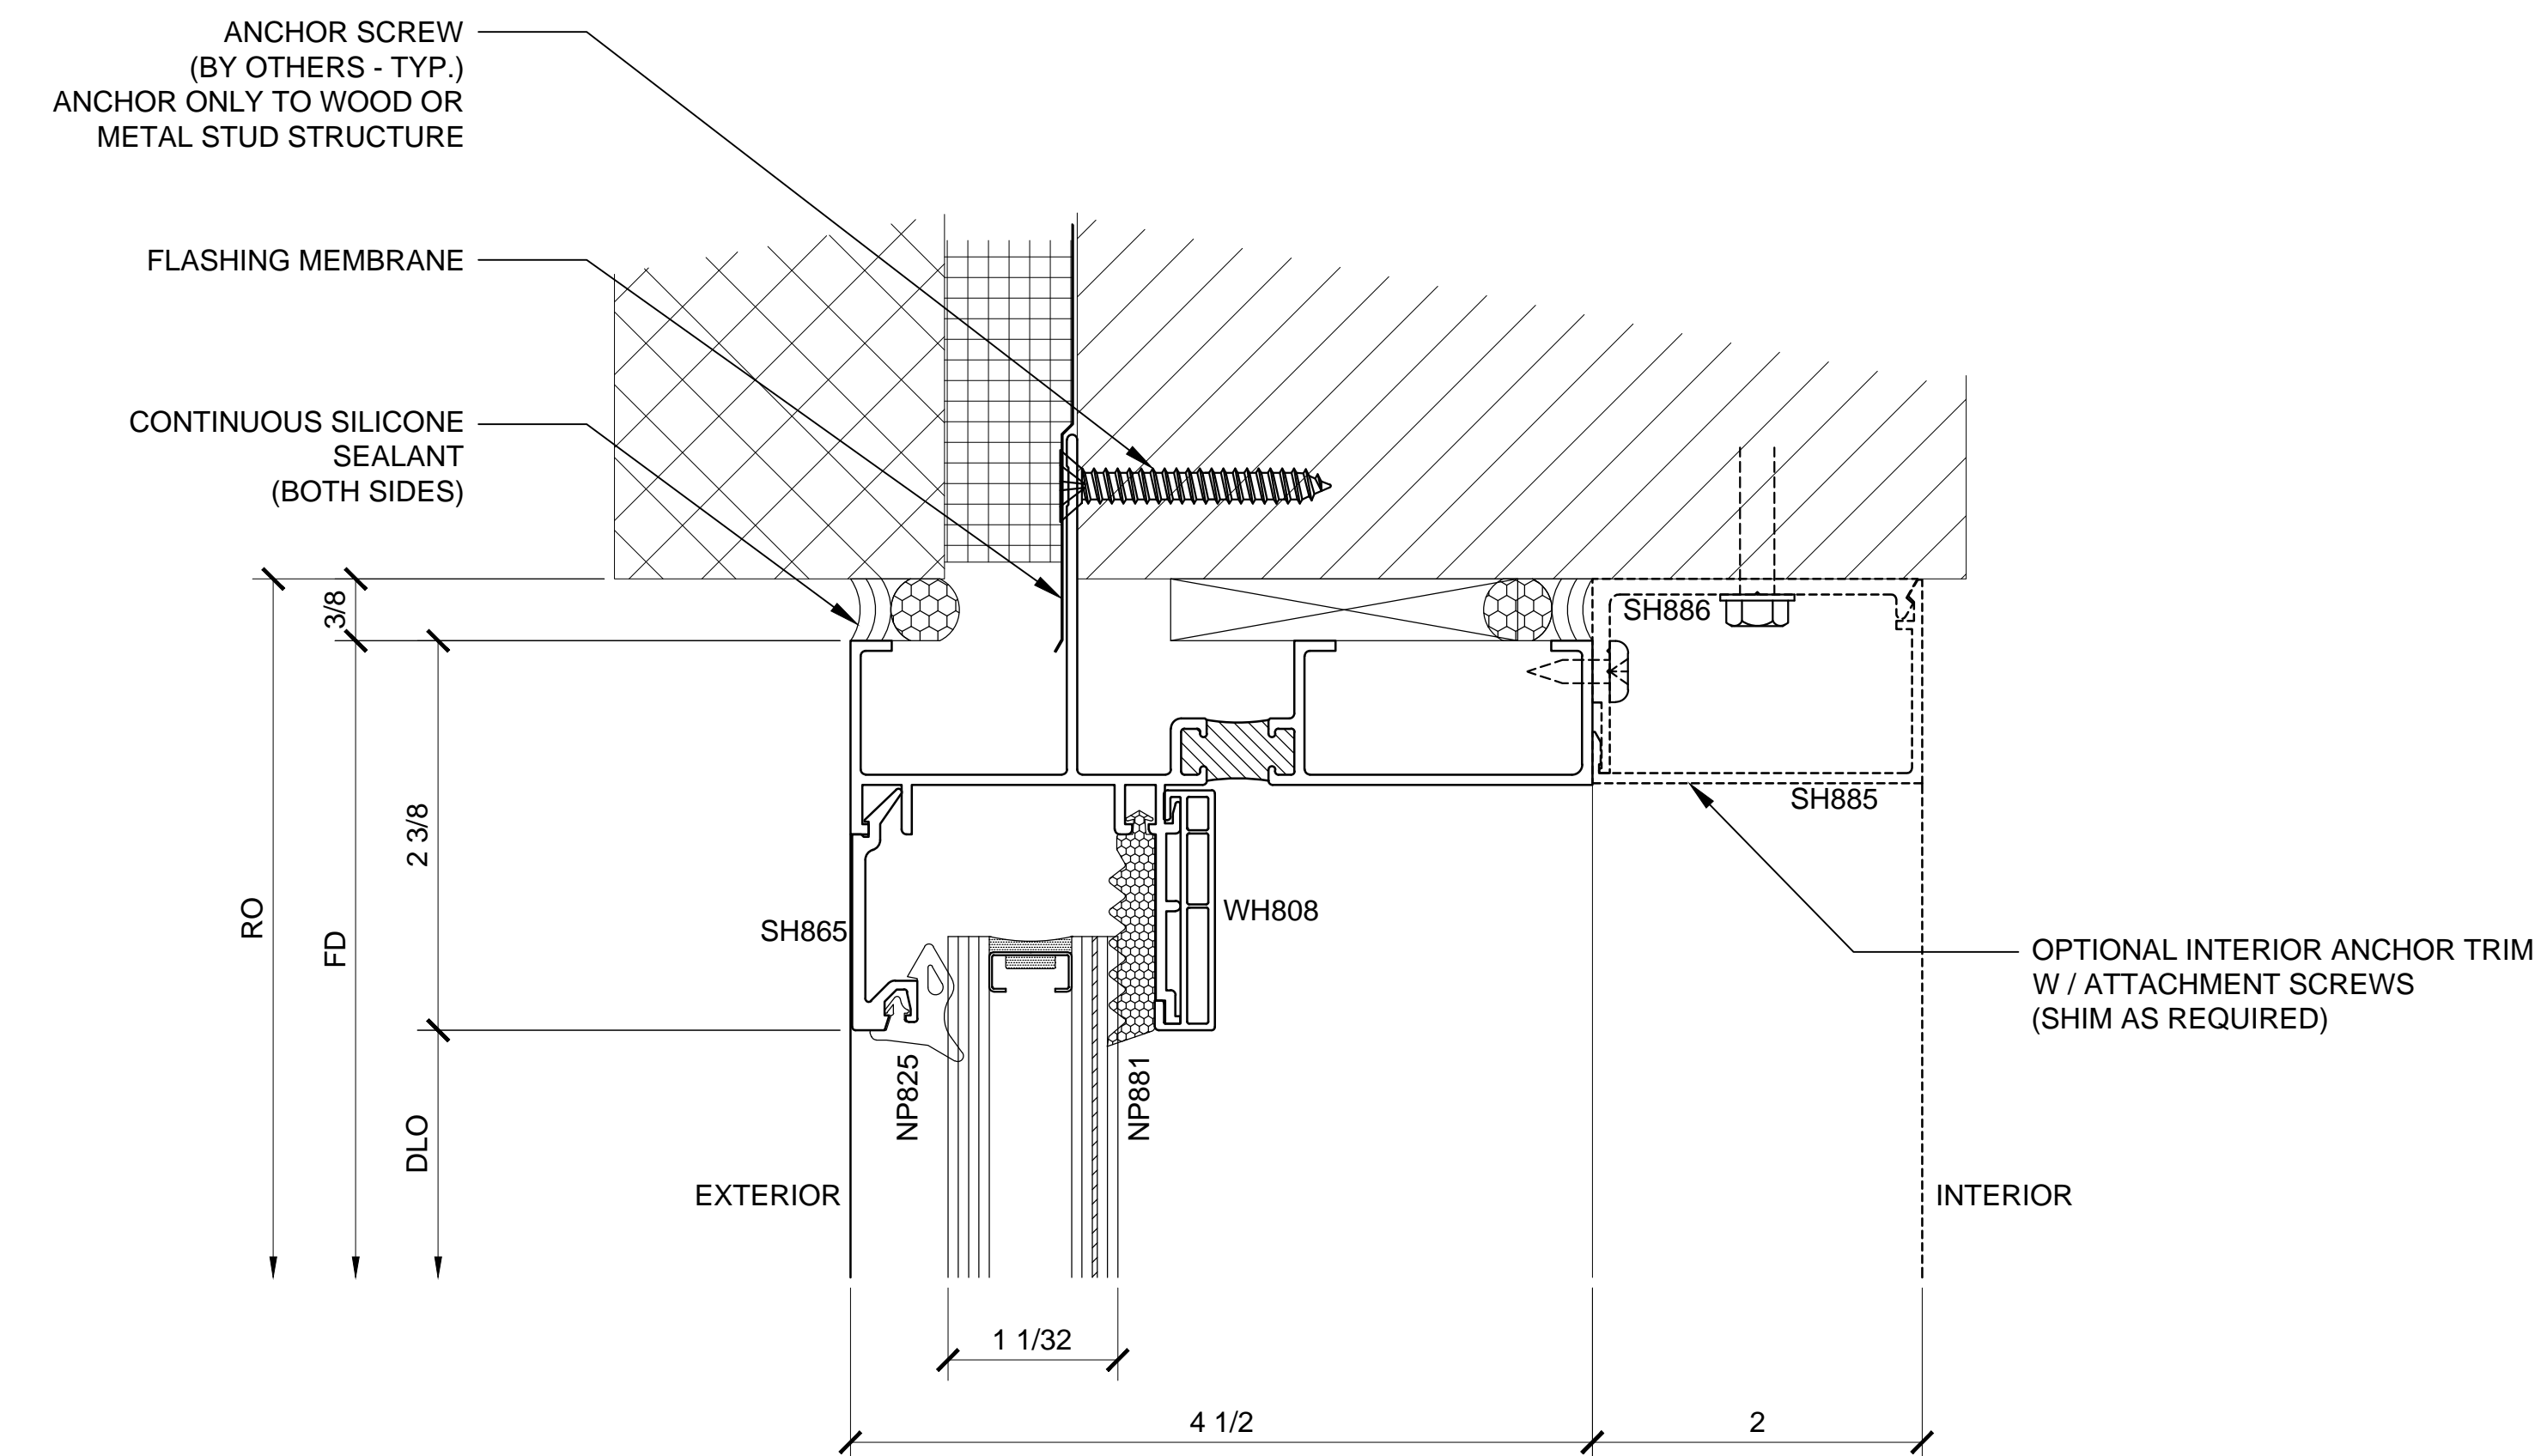 ANCHOR SCREW
(BY OTHERS - TYP.)
ANCHOR ONLY TO WOOD OR
METAL STUD STRUCTURE
FLASHING MEMBRANE
CONTINUOUS SILICONE
SEALANT
(BOTH SIDES)
3/8
SH886
SH885
2 3/8
RO
FD
SH865
WH808
OPTIONAL INTERIOR ANCHOR TRIM
W / ATTACHMENT SCREWS
(SHIM AS REQUIRED)
NP825
NP881
DLO
EXTERIOR
INTERIOR
1 1/32
4 1/2
2